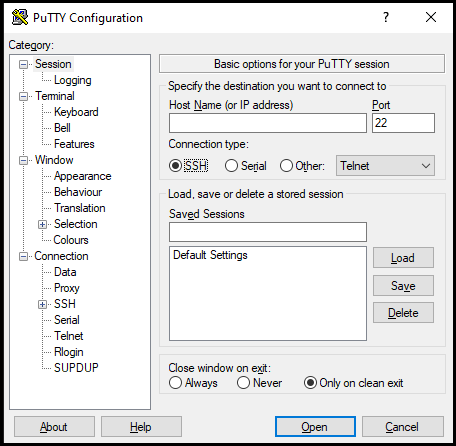 PuTTY Configuration
Category:
Session
Logging
Terminal
Keyboard
Bell
Features
Window
Appearance
Behaviour
Translation
Selection
Colours
Connection
Data
Proxy
SSH
Serial
Telnet
Rlogin
SUPDUP
Basic options for your PuTTY session
Specify the destination you want to connect to
Host Name (or IP address) Port
22
Connection type:
SSH Serial Other: Telnet
Load, save or delete a stored session
Saved Sessions
Default Settings
Load
Save
Delete
Close window on exit:
Always Never Only on clean exit
About Help Open Cancel